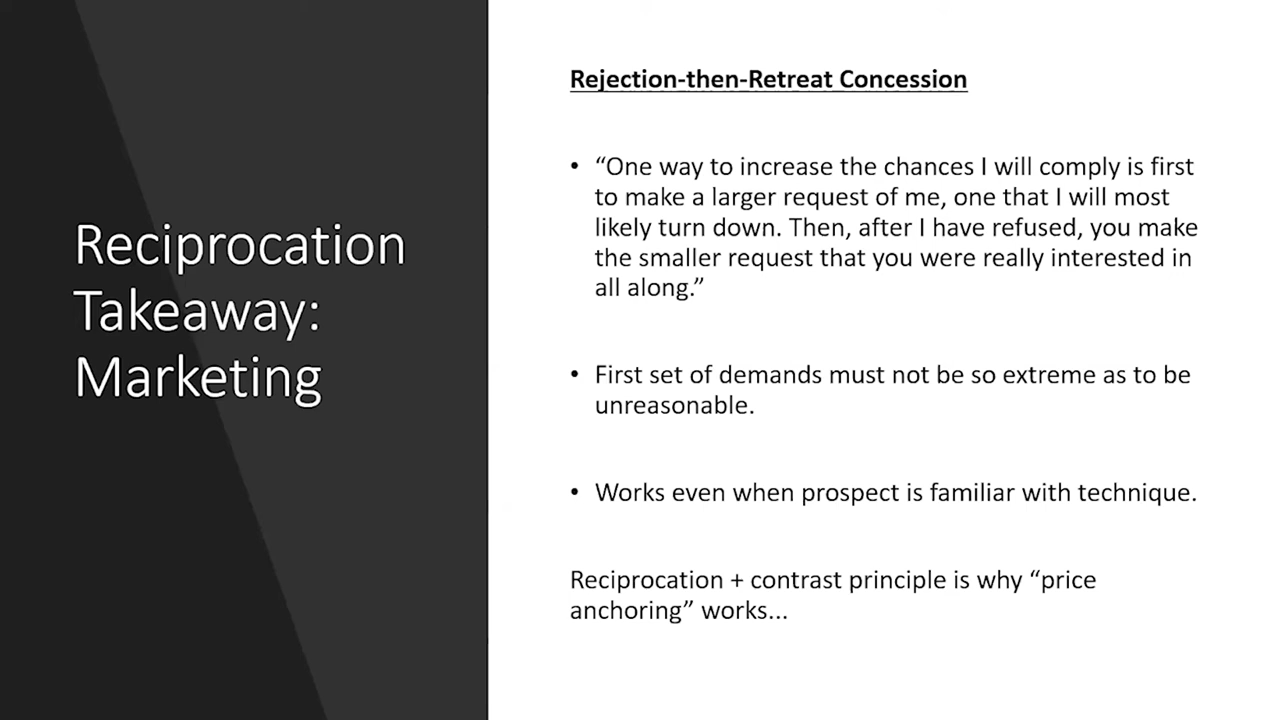 Reciprocation
Takeaway:
Marketing
Rejection-then-Retreat Concession
• “One way to increase the chances I will comply is first
to make a larger request of me, one that I will most
likely turn down. Then, after I have refused, you make
the smaller request that you were really interested in
all along.”
• First set of demands must not be so extreme as to be
unreasonable.
• Works even when prospect is familiar with technique.
Reciprocation + contrast principle is why “price
anchoring” works...